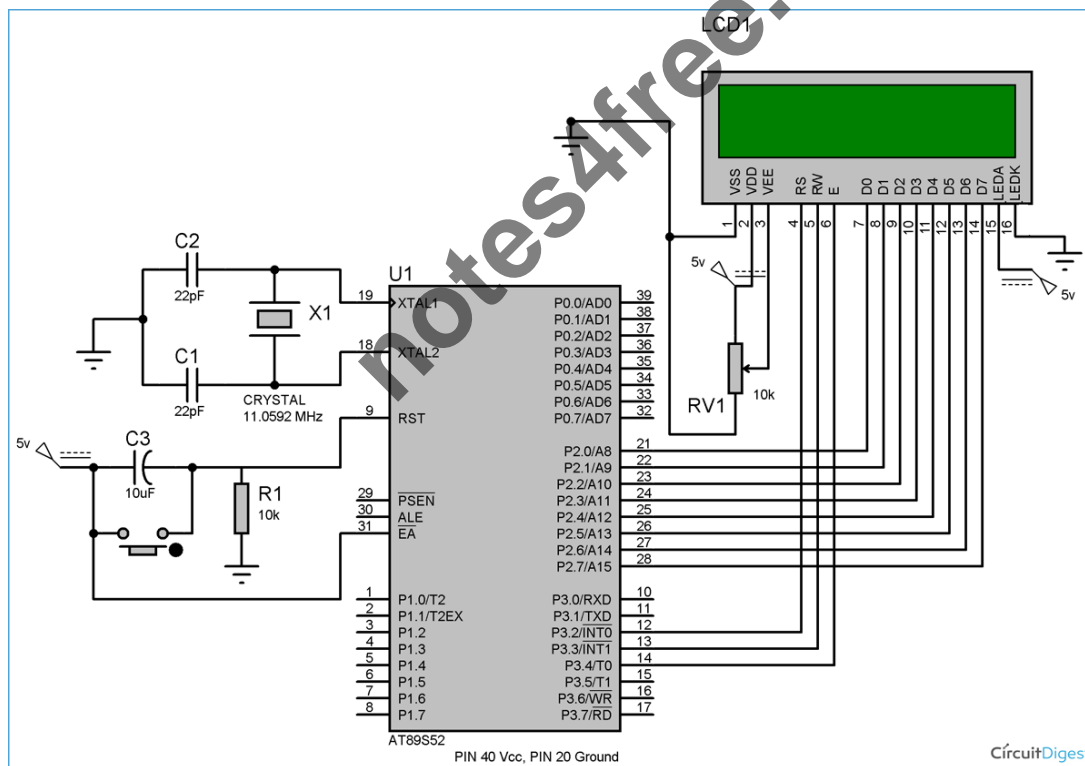 LCD1
VSS
VDD
VEE
RS
RW
E
D0
D1
D2
D3
D4
D5
D6
D7
LEDA
LEDK
1
2
3
4
5
6
7
8
9
10
11
12
13
14
15
16
5v
5v
RV1
10k
C2
22pF
C1
22pF
X1
CRYSTAL
11.0592 MHz
5v
C3
10uF
R1
10k
U1
19 XTAL1
18 XTAL2
9 RST
29 PSEN
30 ALE
31 EA
1 P1.0/T2
2 P1.1/T2EX
3 P1.2
4 P1.3
5 P1.4
6 P1.5
7 P1.6
8 P1.7
P0.0/AD0 39
P0.1/AD1 38
P0.2/AD2 37
P0.3/AD3 36
P0.4/AD4 35
P0.5/AD5 34
P0.6/AD6 33
P0.7/AD7 32
P2.0/A8 21
P2.1/A9 22
P2.2/A10 23
P2.3/A11 24
P2.4/A12 25
P2.5/A13 26
P2.6/A14 27
P2.7/A15 28
P3.0/RXD 10
P3.1/TXD 11
P3.2/INT0 12
P3.3/INT1 13
P3.4/T0 14
P3.5/T1 15
P3.6/WR 16
P3.7/RD 17
AT89S52
PIN 40 Vcc, PIN 20 Ground
notes4free.
CircuitDiges